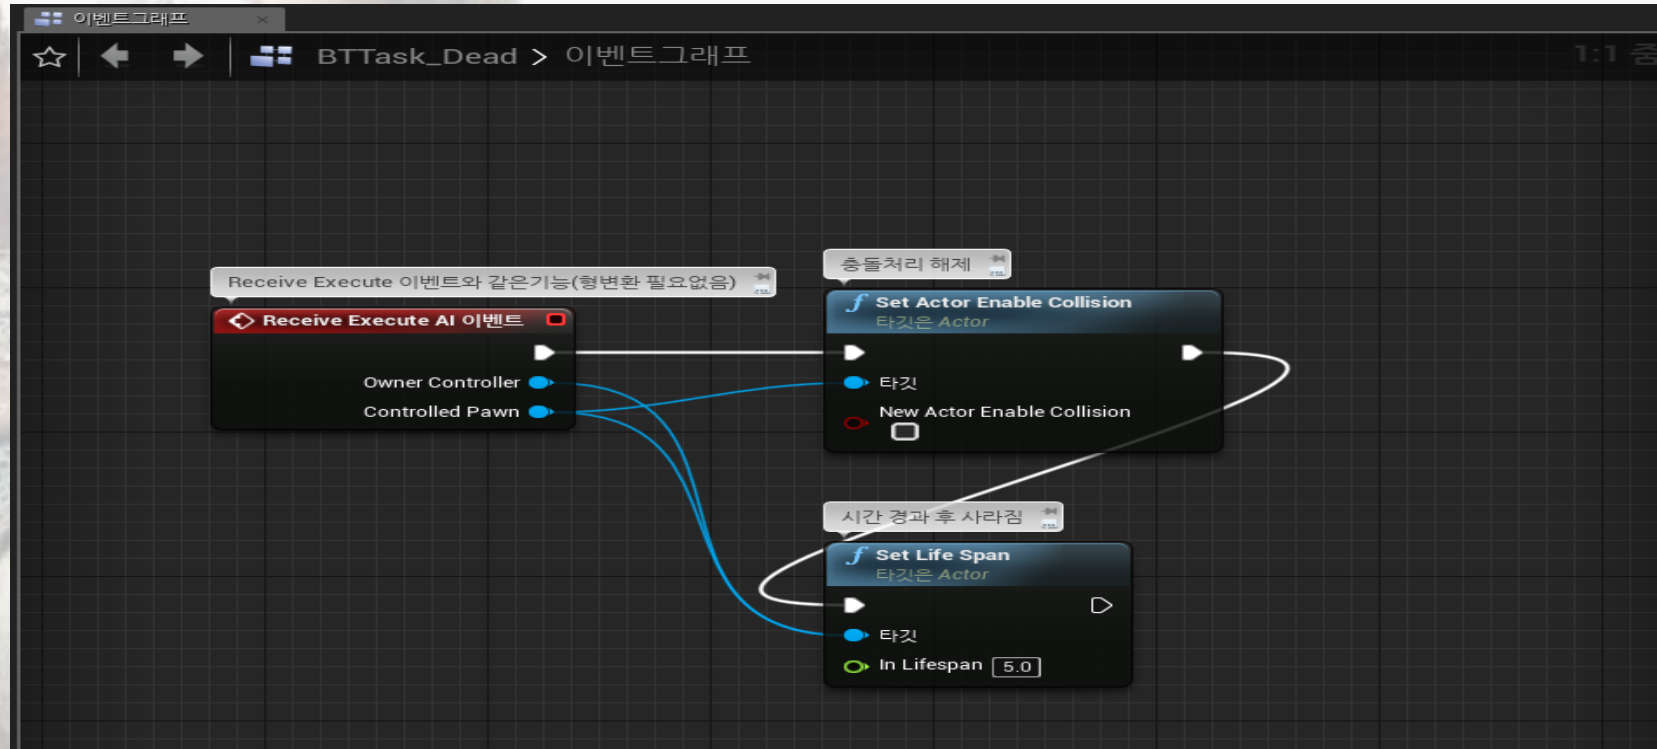 이벤트그래프
BTTask_Dead > 이벤트그래프
1:1 줌
Receive Execute 이벤트와 같은기능(형변환 필요없음)
Receive Execute AI 이벤트
Owner Controller
Controlled Pawn
충돌처리 해제
Set Actor Enable Collision
타깃은 Actor
타깃
New Actor Enable Collision
시간 경과 후 사라짐
Set Life Span
타깃은 Actor
타깃
In Lifespan 5.0